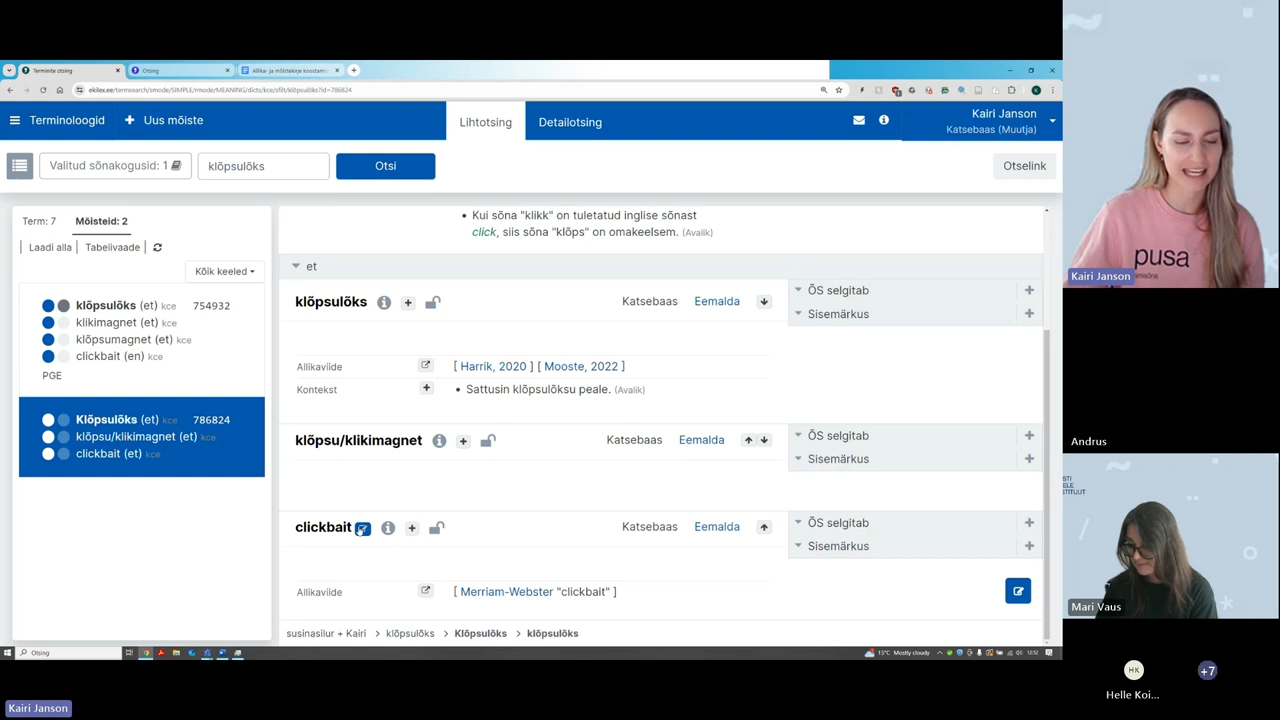 Terminite otsing
Otsing
Allika- ja mõistekirje koostami
ekilex.ee/termsearch/smode/SIMPLE/rmode/MEANING/dicts/kce/sfilt/klõpsulõks?id=786824
Terminoloogid
Uus mõiste
Lihtotsing
Detailotsing
Kairi Janson
Katsebaas (Muutja)
Valitud sõnakogusid: 1
klõpsulõks
Otsi
Otselink
Term: 7
Mõisteid: 2
Laadi alla
Tabelivaade
Kõik keeled
klõpsulõks (et) kce 754932
klikimagnet (et) kce
klõpsumagnet (et) kce
clickbait (en) kce
PGE
Klõpsulõks (et) kce 786824
klõpsu/klikimagnet (et) kce
clickbait (et) kce
• Kui sõna "klikk" on tuletatud inglise sõnast
click, siis sõna "klõps" on omakeelsem. (Avalik)
et
klõpsulõks
Katsebaas
Eemalda
ÕS selgitab
Sisemärkus
Allikaviide
[ Harrik, 2020 ] [ Mooste, 2022 ]
Kontekst
• Sattusin klõpsulõksu peale. (Avalik)
klõpsu/klikimagnet
Katsebaas
Eemalda
ÕS selgitab
Sisemärkus
clickbait
Katsebaas
Eemalda
ÕS selgitab
Sisemärkus
Allikaviide
[ Merriam-Webster "clickbait" ]
susinasilur + Kairi > klõpsulõks > Klõpsulõks > klõpsulõks
Otsing
15°C Mostly cloudy
12:52
pusa
Kairi Janson
Andrus
Mari Vaus
HK
Helle Koi...
+7
Kairi Janson